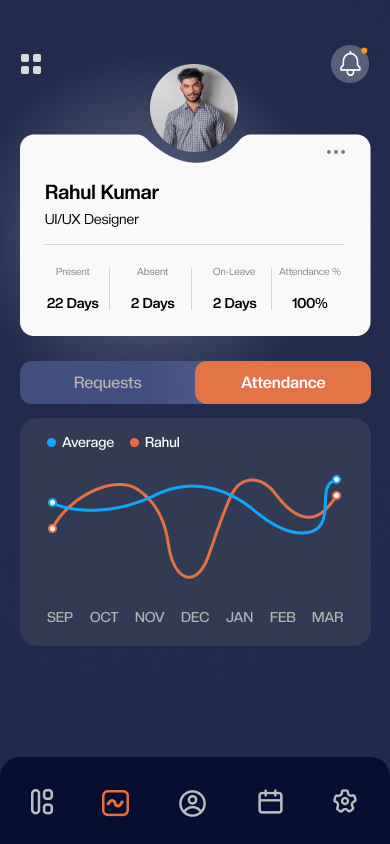 Rahul Kumar
UI/UX Designer
Present Absent On-Leave Attendance %
22 Days 2 Days 2 Days 100%
Requests Attendance
Average Rahul
SEP OCT NOV DEC JAN FEB MAR